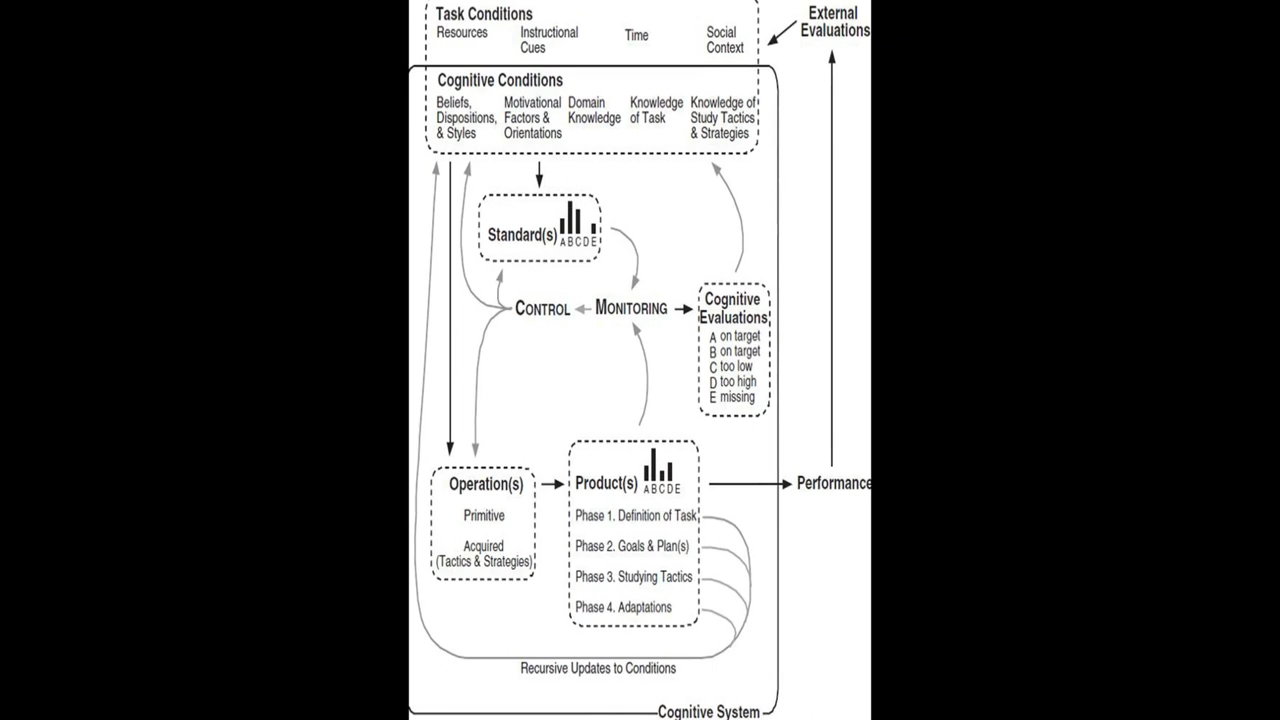 Task Conditions
Resources
Instructional
Cues
Time
Social
Context
External
Evaluations
Cognitive Conditions
Beliefs,
Dispositions,
& Styles
Motivational
Factors &
Orientations
Domain
Knowledge
Knowledge
of Task
Knowledge of
Study Tactics
& Strategies
Standard(s)
A B C D E
CONTROL
MONITORING
Cognitive
Evaluations
A on target
B on target
C too low
D too high
E missing
Operation(s)
Primitive
Acquired
(Tactics & Strategies)
Product(s)
A B C D E
Phase 1. Definition of Task
Phase 2. Goals & Plan(s)
Phase 3. Studying Tactics
Phase 4. Adaptations
Performance
Recursive Updates to Conditions
Cognitive System